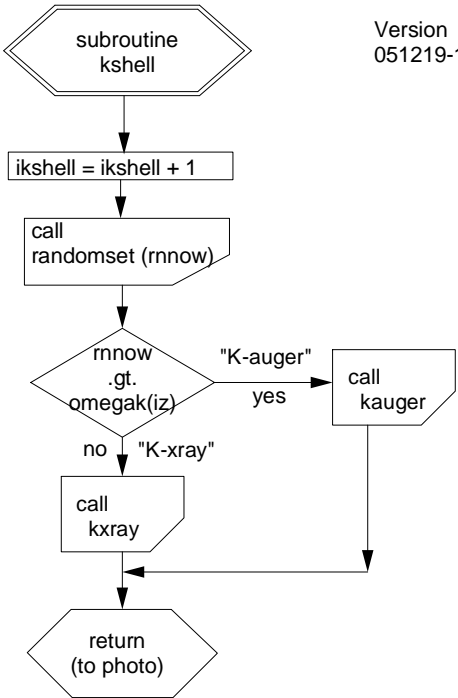 subroutine
kshell
Version
051219-1
ikshell = ikshell + 1
call
randomset (rnnow)
rnnow
.gt.
omegak(iz)
"K-auger"
yes
call
kauger
no "K-xray"
call
kxray
return
(to photo)